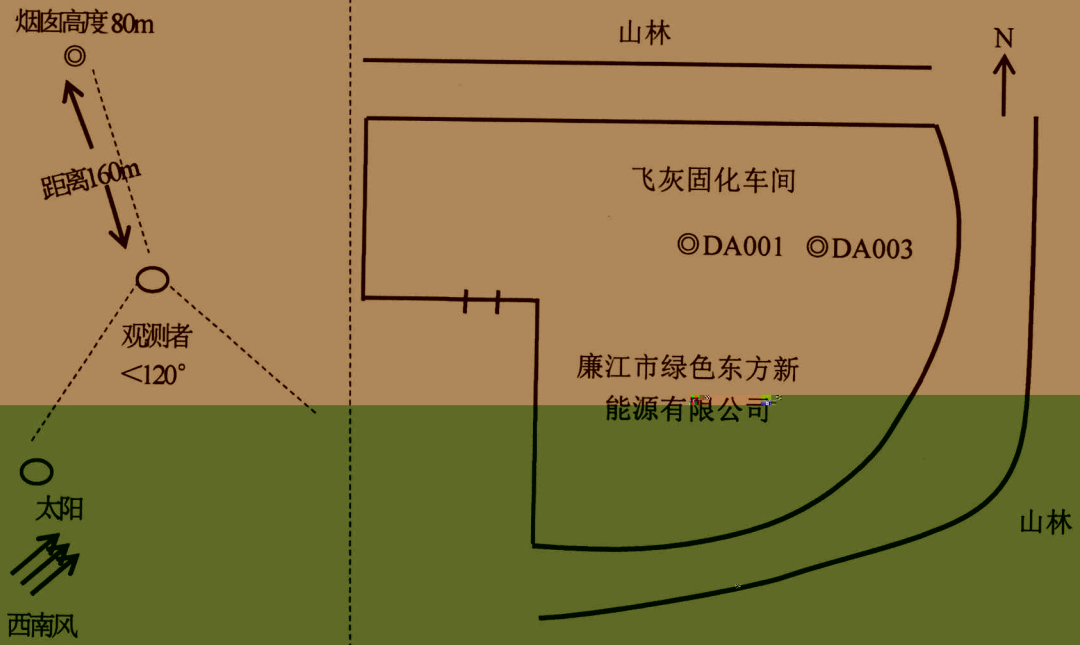 烟囱高度80m
距离160m
观测者
<120°
太阳
西南风
山林
N
飞灰固化车间
◎DA001 ◎DA003
廉江市绿色东方新
能源有限公司
山林